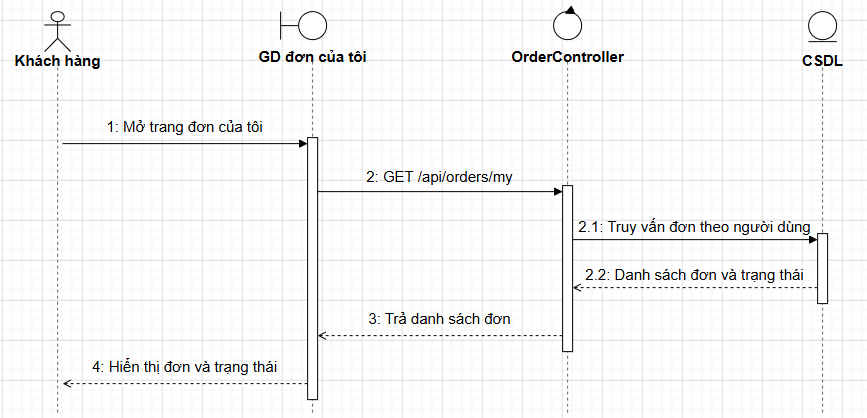 Khách hàng
GD đơn của tôi
OrderController
CSDL
1: Mở trang đơn của tôi
2: GET /api/orders/my
2.1: Truy vấn đơn theo người dùng
2.2: Danh sách đơn và trạng thái
3: Trả danh sách đơn
4: Hiển thị đơn và trạng thái